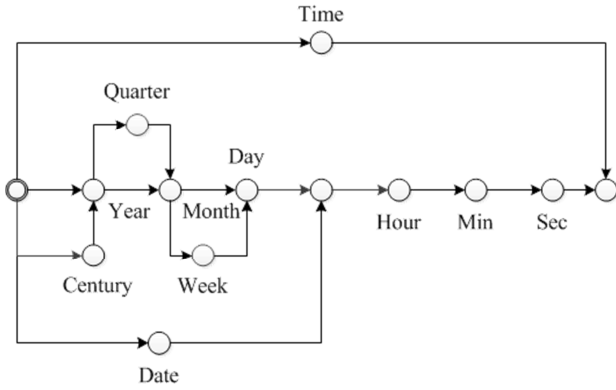 Time
Quarter
Day
Year
Month
Hour
Min
Sec
Century
Week
Date